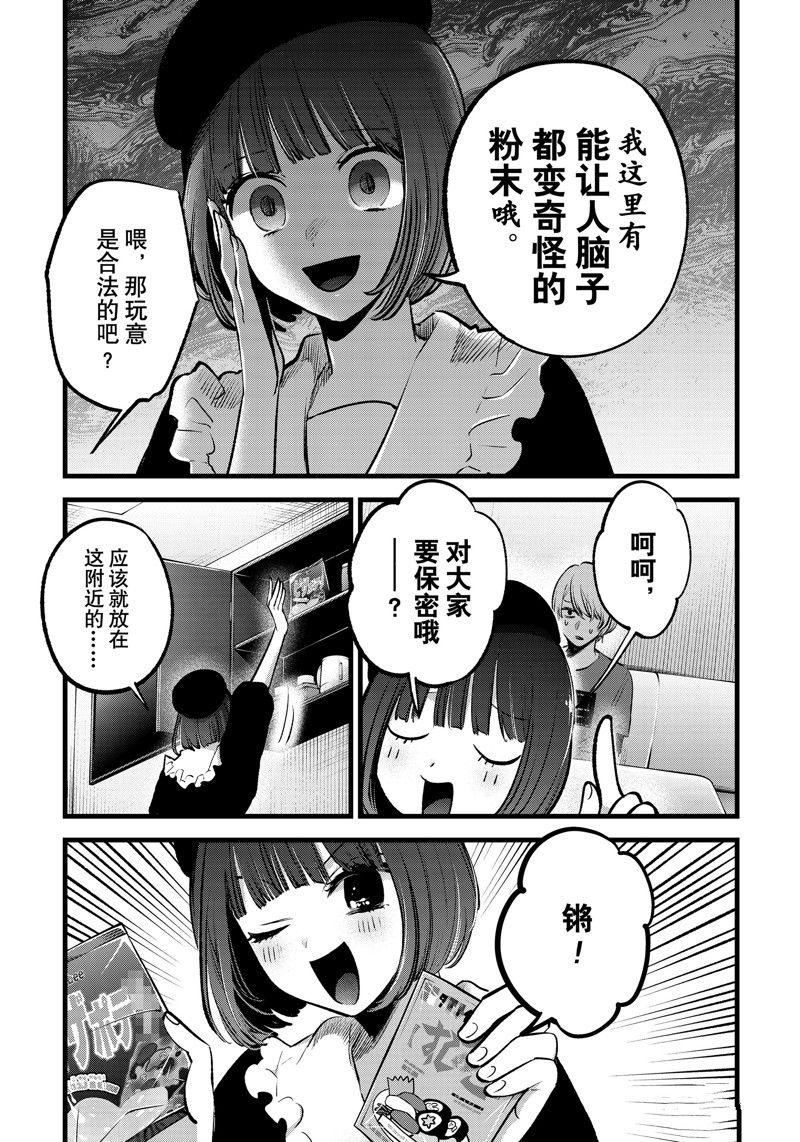 我这里有
能让人脑子
都变奇怪的
粉末哦。
喂，那玩意
是合法的吧？
呵呵，
对大家
要保密哦
——？
应该就放在
这附近的……
锵！